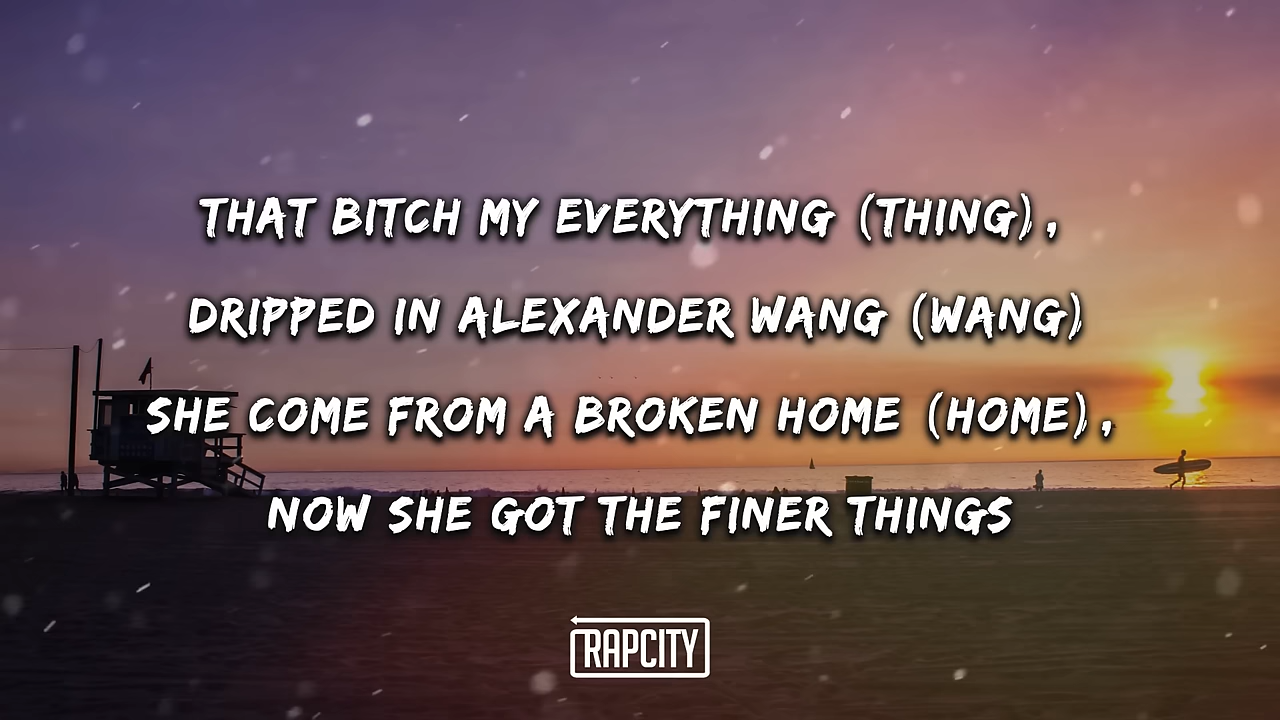 THAT BITCH MY EVERYTHING (THING),
DRIPPED IN ALEXANDER WANG (WANG)
SHE COME FROM A BROKEN HOME (HOME),
NOW SHE GOT THE FINER THINGS
RAPCITY